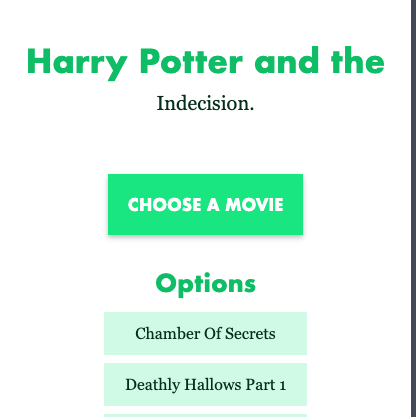 Harry Potter and the
Indecision.
CHOOSE A MOVIE
Options
Chamber Of Secrets
Deathly Hallows Part 1